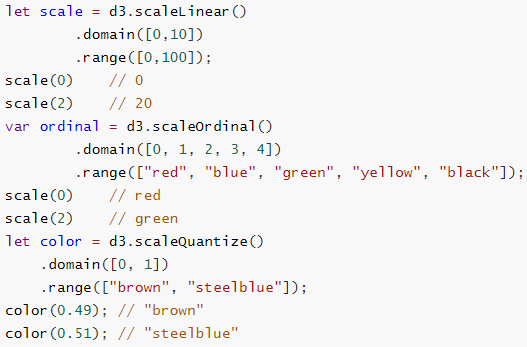 let scale = d3.scaleLinear()
        .domain([0,10])
        .range([0,100]);
scale(0)    // 0
scale(2)    // 20
var ordinal = d3.scaleOrdinal()
        .domain([0, 1, 2, 3, 4])
        .range(["red", "blue", "green", "yellow", "black"]);
scale(0)    // red
scale(2)    // green
let color = d3.scaleQuantize()
    .domain([0, 1])
    .range(["brown", "steelblue"]);
color(0.49); // "brown"
color(0.51); // "steelblue"